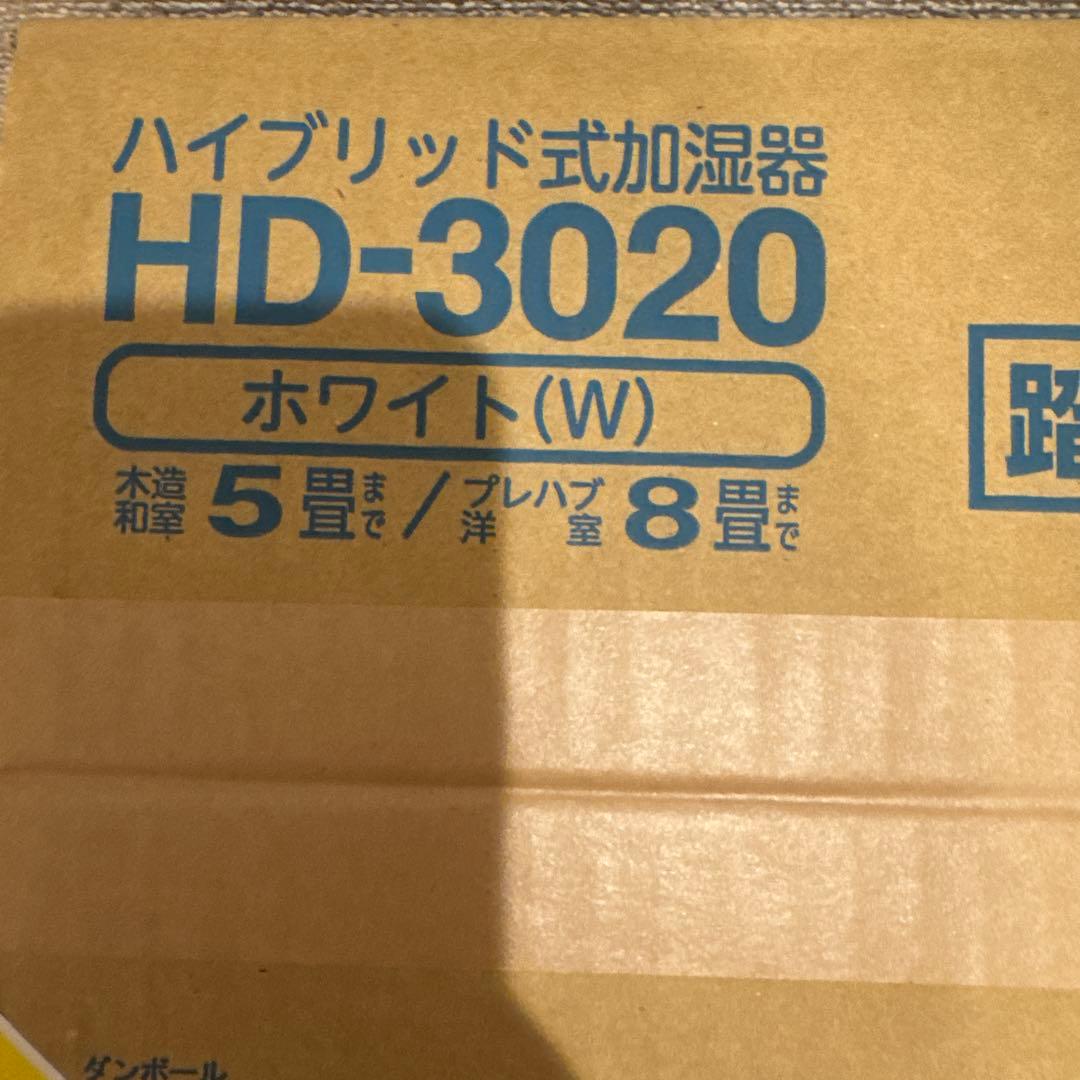 ハイブリッド式加湿器
HD-3020
ホワイト(W)
木造和室5畳まで/プレハブ洋室8畳まで
踏
ダンボール